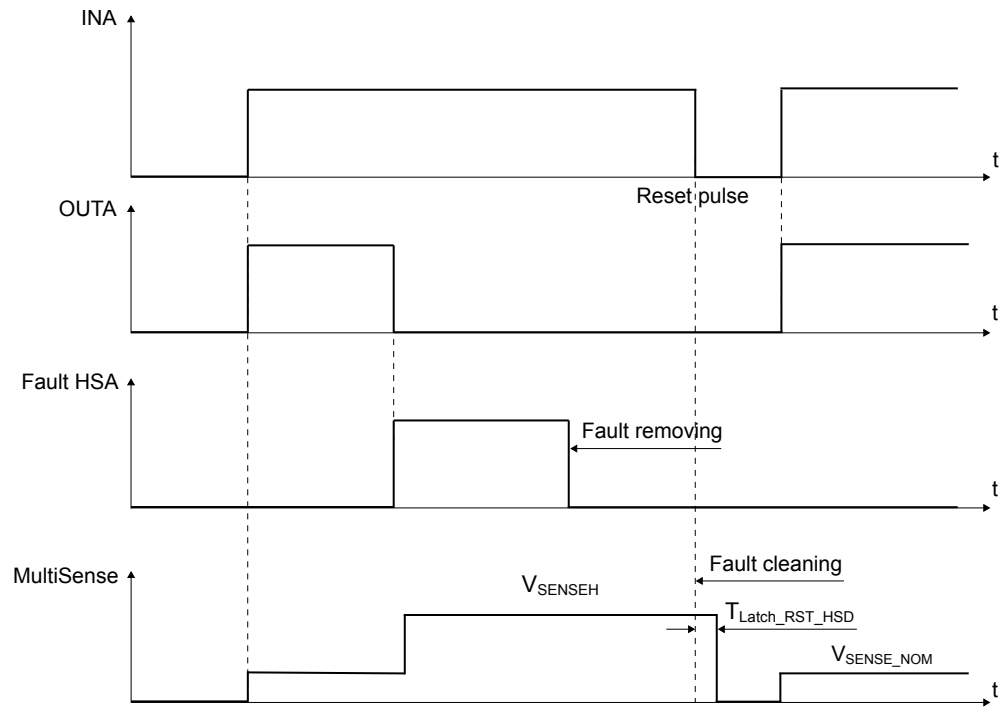 INA
t
Reset pulse
OUTA
t
Fault HSA
Fault removing
t
MultiSense
Fault cleaning
VSENSEH
TLatch_RST_HSD
VSENSE_NOM
t